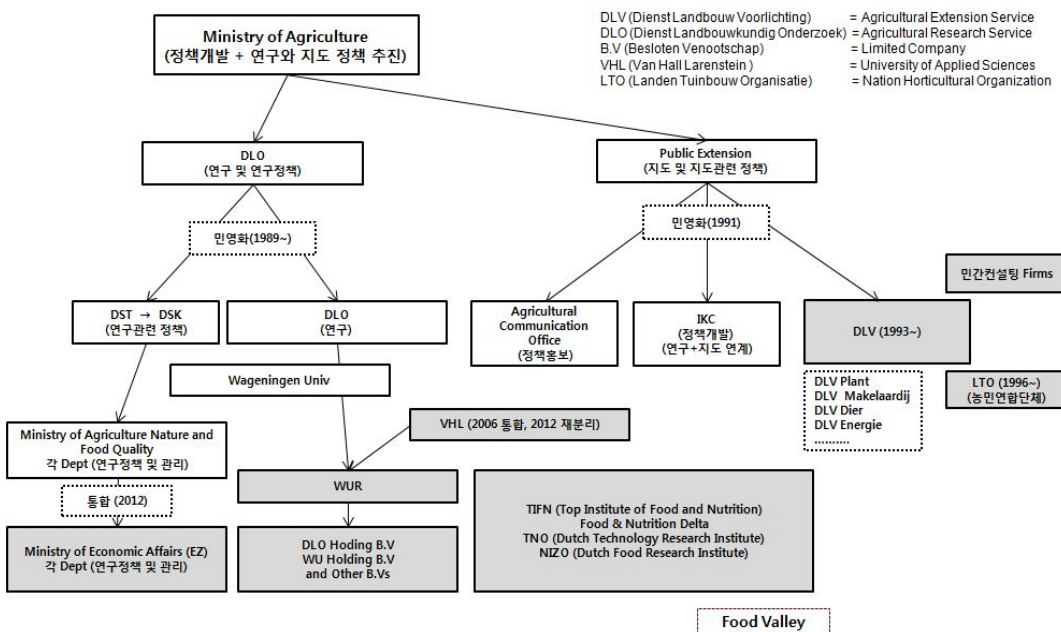 Ministry of Agriculture
(정책개발 + 연구와 지도 정책 추진)
DLV (Dienst Landbouw Voorlichting) = Agricultural Extension Service
DLO (Dienst Landbouwkundig Onderzoek) = Agricultural Research Service
B.V (Besloten Venootschap) = Limited Company
VHL (Van Hall Larenstein ) = University of Applied Sciences
LTO (Landen Tuinbouw Organisatie) = Nation Horticultural Organization
DLO
(연구 및 연구정책)
Public Extension
(지도 및 지도관련 정책)
민영화(1989~)
민영화(1991)
민간컨설팅 Firms
DST → DSK
(연구관련 정책)
DLO
(연구)
Agricultural
Communication
Office
(정책홍보)
IKC
(정책개발)
(연구+지도 연계)
DLV (1993~)
Wageningen Univ
DLV Plant
DLV Makelaardij
DLV Dier
DLV Energie
..........
LTO (1996~)
(농민연합단체)
VHL (2006 통합, 2012 재분리)
Ministry of Agriculture Nature and
Food Quality
각 Dept (연구정책 및 관리)
WUR
통합 (2012)
TIFN (Top Institute of Food and Nutrition)
Food & Nutrition Delta
TNO (Dutch Technology Research Institute)
NIZO (Dutch Food Research Institute)
Ministry of Economic Affairs (EZ)
각 Dept (연구정책 및 관리)
DLO Hoding B.V
WU Holding B.V
and Other B.Vs
Food Valley